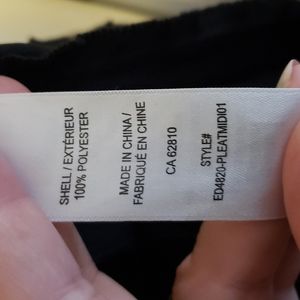 SHELL / EXTÉRIEUR
100% POLYESTER
MADE IN CHINA /
FABRIQUÉ EN CHINE
CA 62810
STYLE#
ED4820-PLEATMIDI01